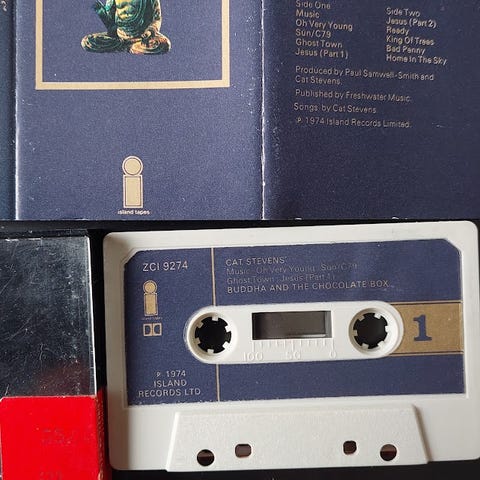 Side One
Music
Oh Very Young
Sun/C79
Ghost Town
Jesus (Part 1)
Side Two
Jesus (Part 2)
Ready
King Of Trees
Bad Penny
Home In The Sky
Produced by Paul Samwell-Smith and
Cat Stevens.
Published by Freshwater Music.
Songs by Cat Stevens.
℗ 1974 Island Records Limited.
island tapes
ZCI 9274
CAT STEVENS
Music · Oh Very Young · Sun/C79
Ghost Town · Jesus (Part 1)
BUDDHA AND THE CHOCOLATE BOX
island tapes
1
100 50 0
℗ 1974
ISLAND
RECORDS LTD